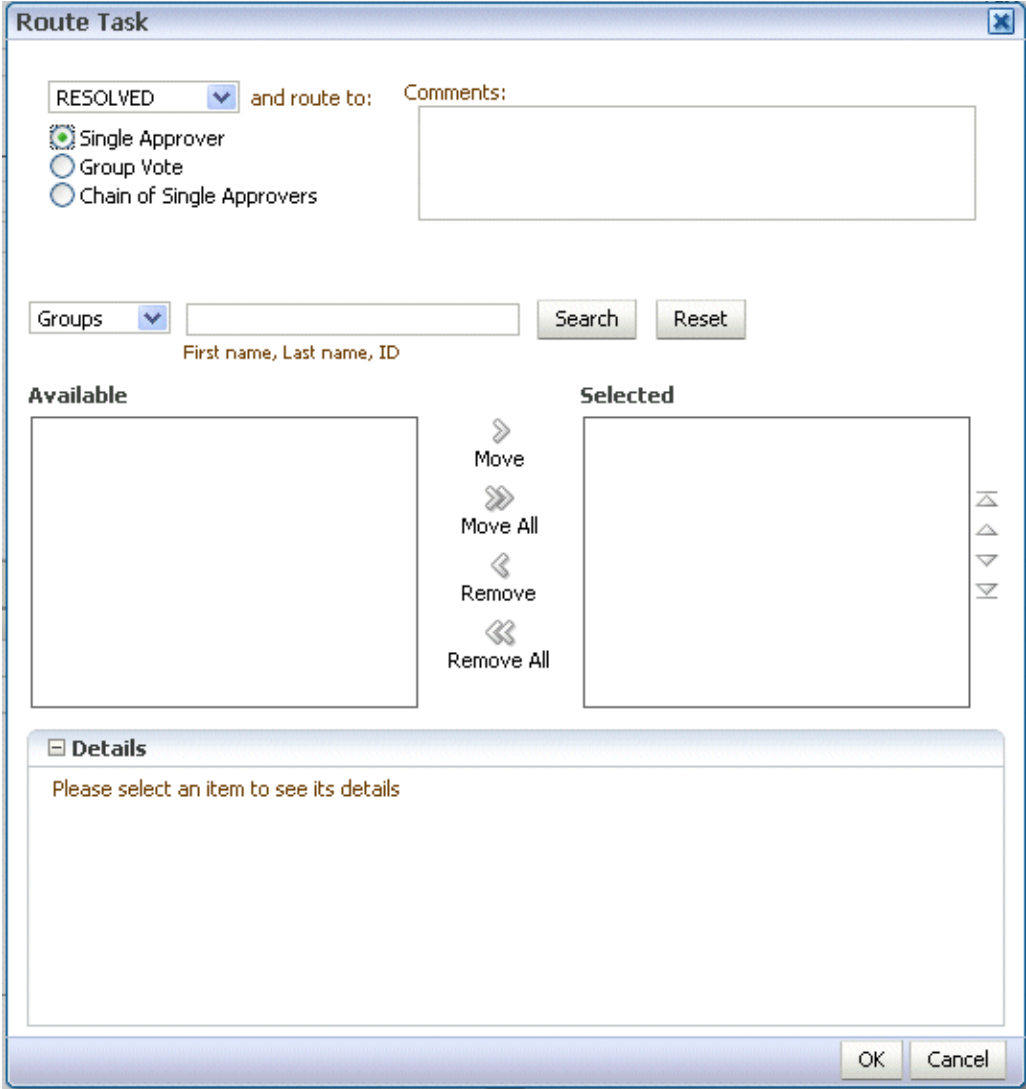 Route Task
RESOLVED and route to: Comments:
Single Approver
Group Vote
Chain of Single Approvers
Groups Search Reset
First name, Last name, ID
Available Selected
Move
Move All
Remove
Remove All
Details
Please select an item to see its details
OK Cancel